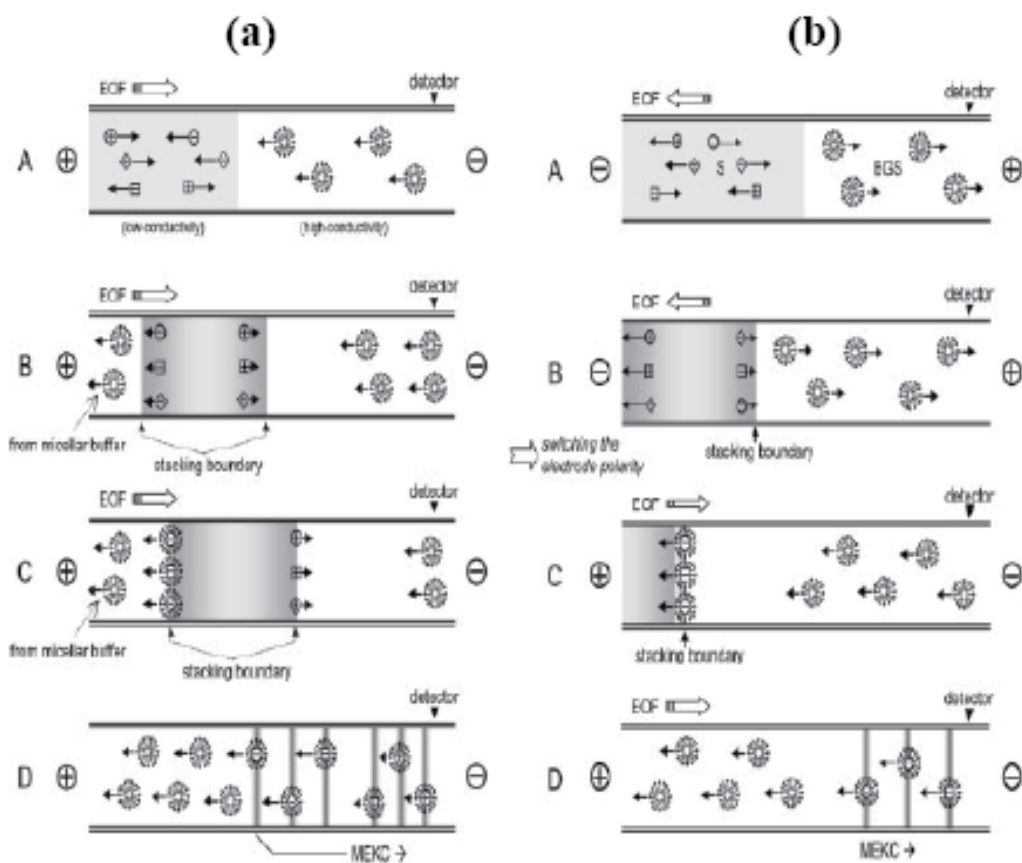 (a)
EOF
detector
A
(low-conductivity) (high-conductivity)
EOF
detector
B
from micellar buffer
stacking boundary
EOF
detector
C
from micellar buffer
stacking boundary
detector
D
MEKC
(b)
EOF
detector
A
S
BGS
EOF
detector
B
switching the
electrode polarity
stacking boundary
EOF
detector
C
stacking boundary
EOF
detector
D
MEKC